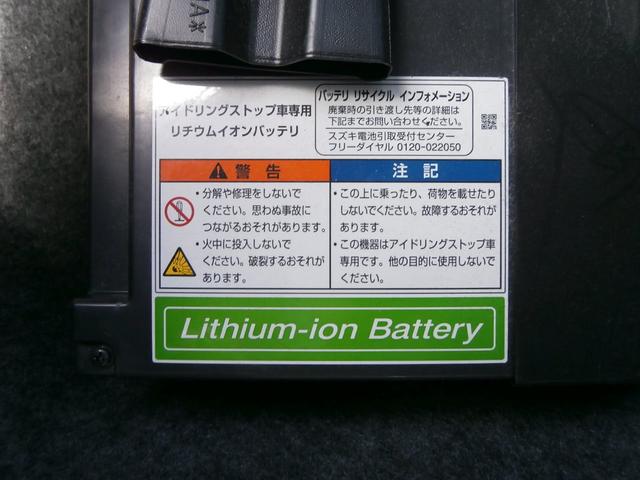 NA*
アイドリングストップ車専用
リチウムイオンバッテリ
バッテリ リサイクル インフォメーション
廃棄時の引き渡し先等の詳細は
下記までお問い合わせください。
スズキ電池引取受付センター
フリーダイヤル 0120-022050
警告
・分解や修理をしないで
ください。思わぬ事故に
つながるおそれがあります。
・火中に投入しないで
ください。破裂するおそれが
あります。
注記
・この上に乗ったり、荷物を載せたり
しないでください。故障するおそれが
あります。
・この機器はアイドリングストップ車
専用です。他の目的に使用しないで
ください。
Lithium-ion Battery